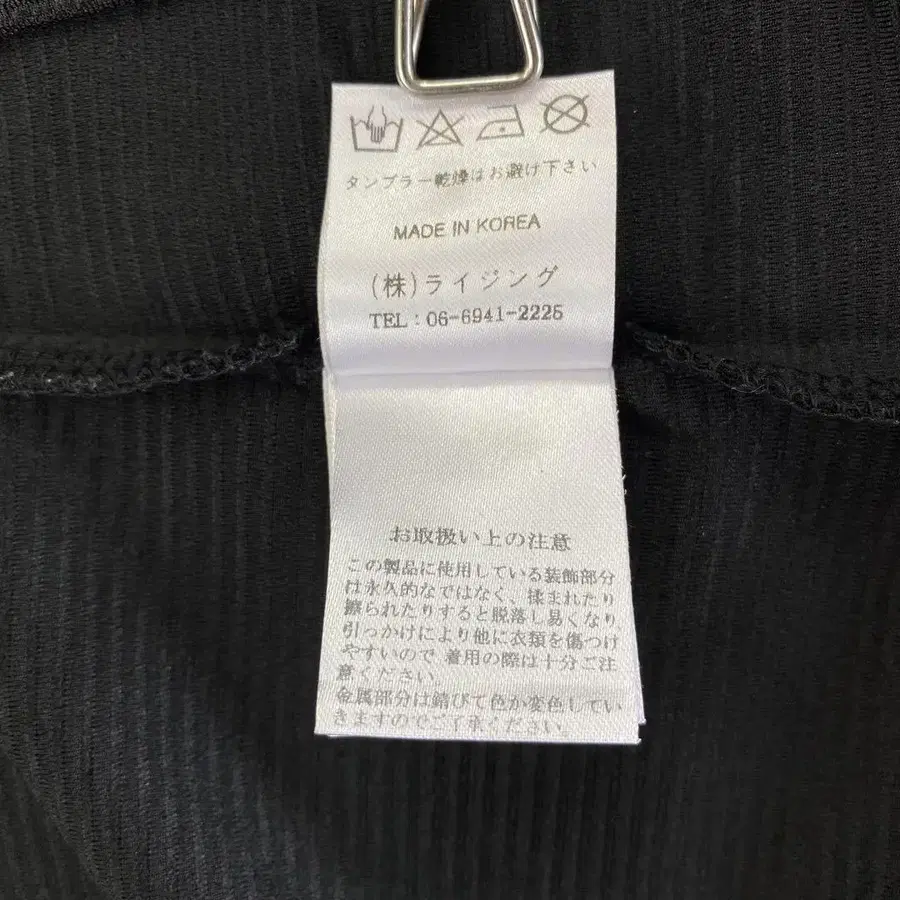 タンブラー乾燥はお避け下さい
MADE IN KOREA
(株)ライジング
TEL : 06-6941-2225
お取扱い上の注意
この製品に使用している装飾部分
は永久的なではなく、揉まれたり
擦られたりすると脱落し易くなり
引っかけにより他に衣類を傷つけ
やすいので 着用の際は十分ご注
意ください。
金属部分は錆びて色が変色してい
きますのでご了承ください。